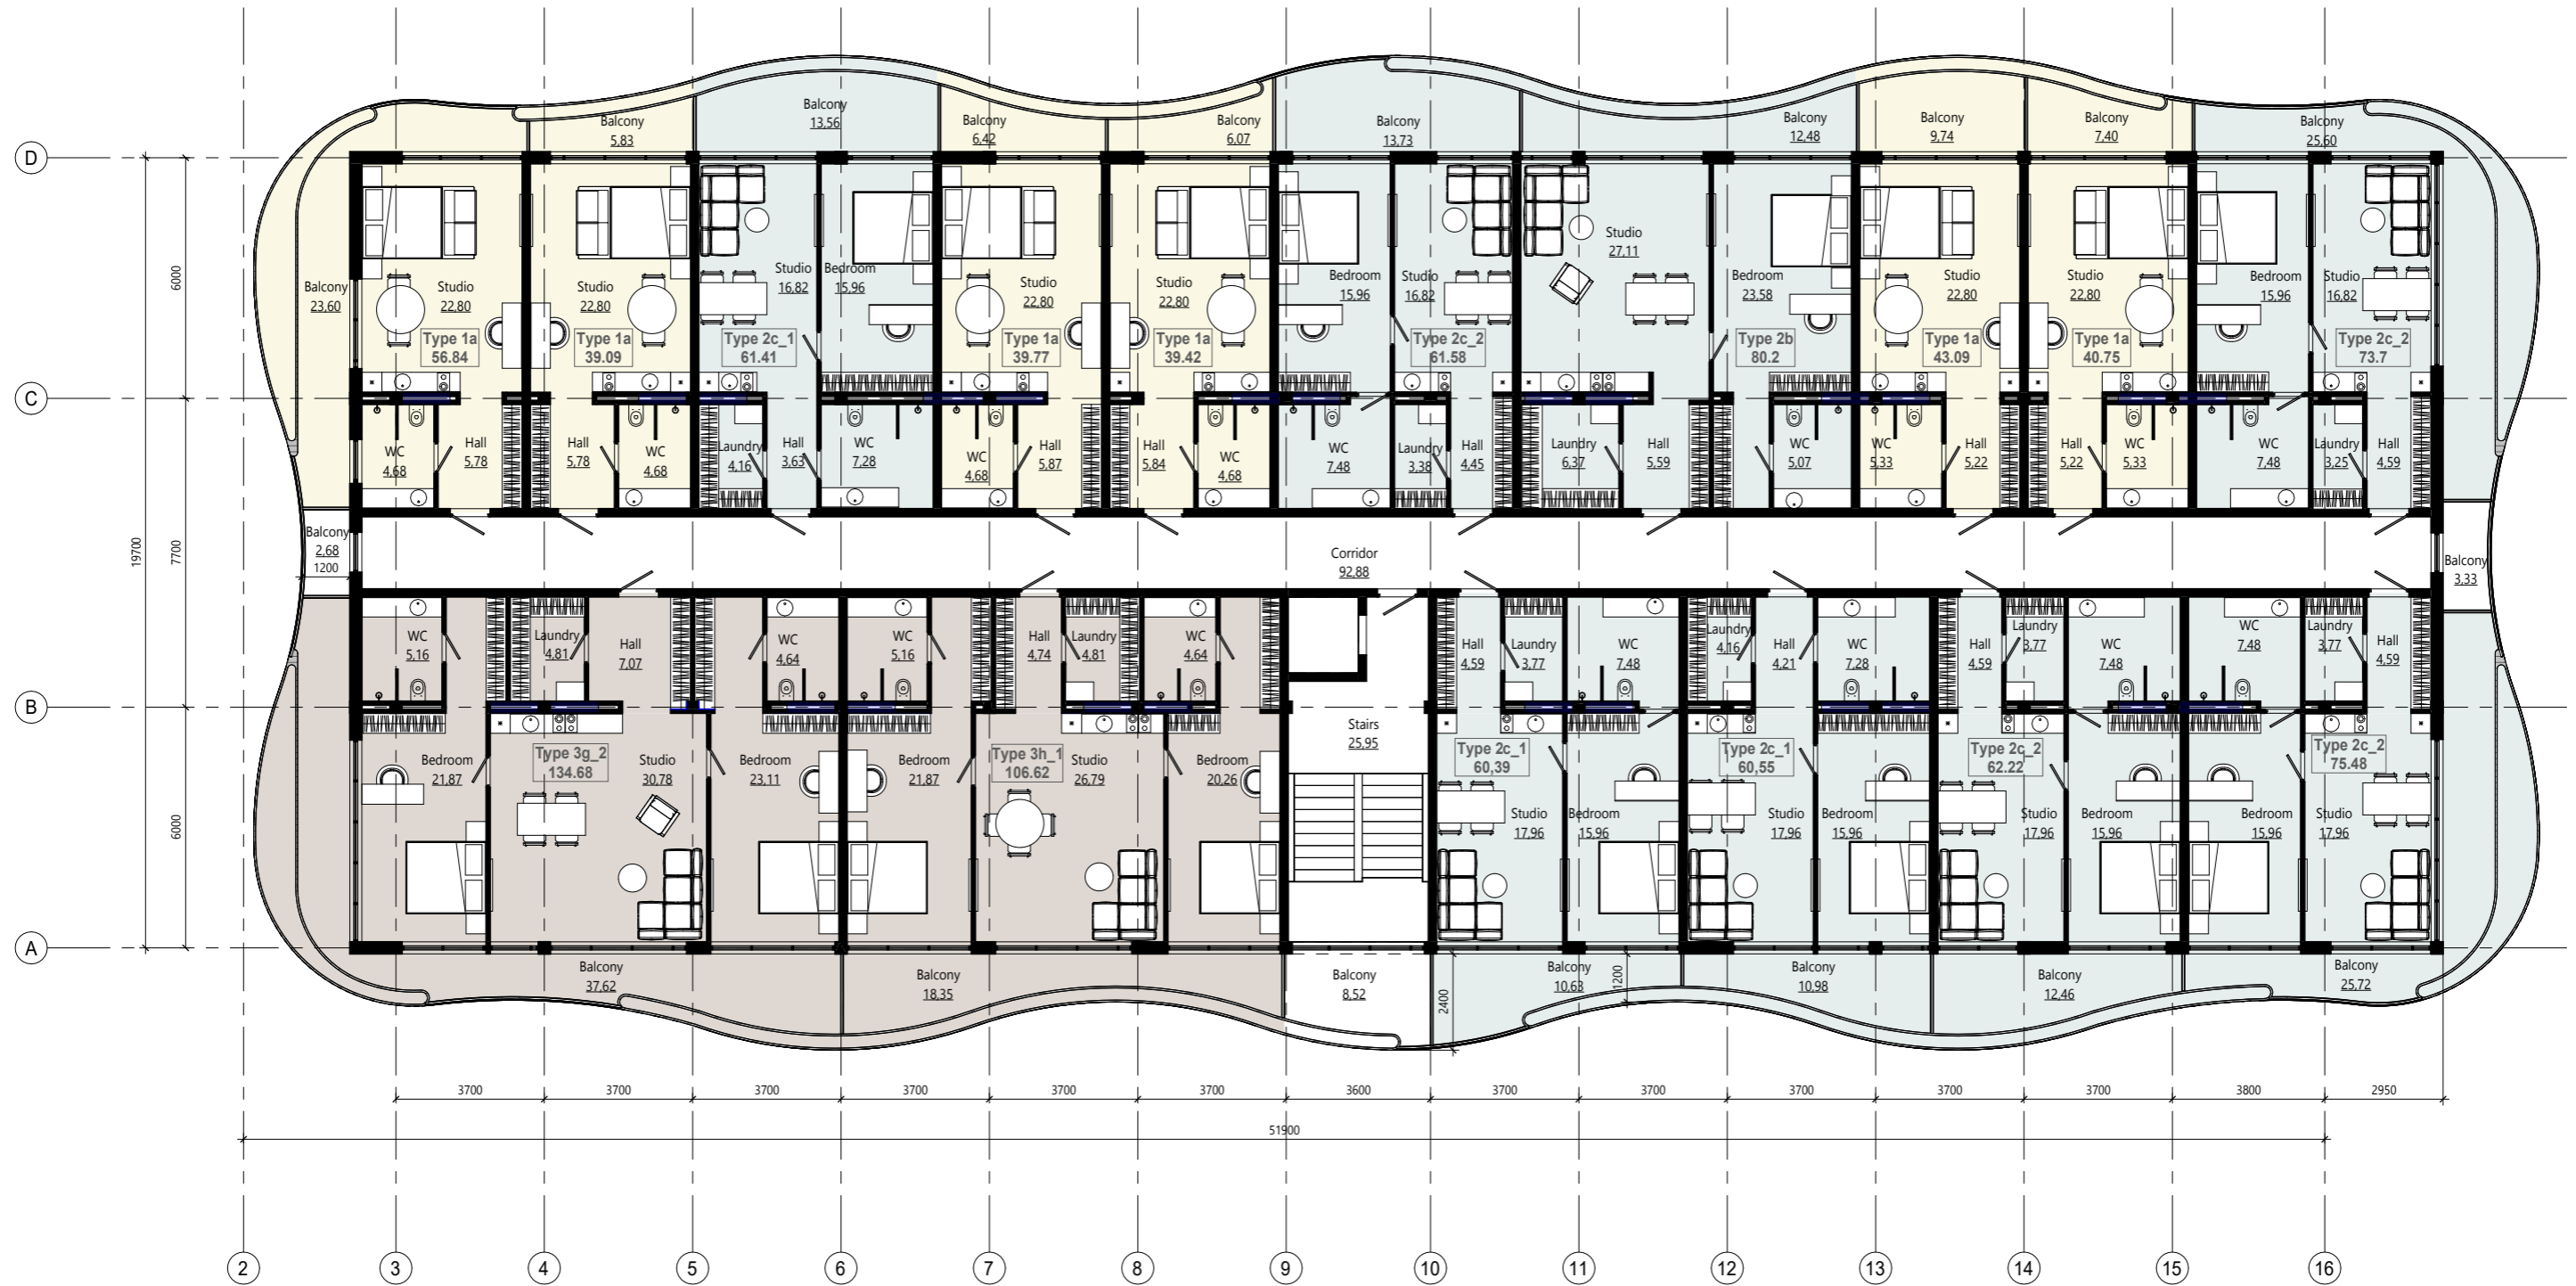 Balcony
13,56
Balcony
5,83
Balcony
6,42
Balcony
6,07
Balcony
13,73
Balcony
12,48
Balcony
9,74
Balcony
7,40
Balcony
25,60
D
Balcony
23,60
Studio
22,80
Type 1a
56.84
Studio
22,80
Type 1a
39.09
Studio
16,82
Type 2c_1
61.41
Bedroom
15,96
Studio
22,80
Type 1a
39.77
Studio
22,80
Type 1a
39.42
Bedroom
15,96
Studio
16,82
Type 2c_2
61.58
Studio
27,11
Bedroom
23,58
Type 2b
80.2
Studio
22,80
Type 1a
43.09
Studio
22,80
Type 1a
40.75
Bedroom
15,96
Studio
16,82
Type 2c_2
73.7
6000
C
WC
4,68
Hall
5,78
Hall
5,78
WC
4,68
Laundry
4,16
Hall
3,63
WC
7,28
WC
4,68
Hall
5,87
Hall
5,84
WC
4,68
WC
7,48
Laundry
3,38
Hall
4,45
Laundry
6,37
Hall
5,59
WC
5,07
WC
5,33
Hall
5,22
Hall
5,22
WC
5,33
WC
7,48
Laundry
3,25
Hall
4,59
19700
7700
Balcony
2,68
1200
Corridor
92,88
Balcony
3,33
WC
5,16
Laundry
4,81
Hall
7,07
WC
4,64
WC
5,16
Hall
4,74
Laundry
4,81
WC
4,64
Hall
4,59
Laundry
3,77
WC
7,48
Laundry
4,16
Hall
4,21
WC
7,28
Hall
4,59
Laundry
3,77
WC
7,48
WC
7,48
Laundry
3,77
Hall
4,59
B
Bedroom
21,87
Type 3g_2
134.68
Studio
30,78
Bedroom
23,11
Bedroom
21,87
Type 3h_1
106.62
Studio
26,79
Bedroom
20,26
Stairs
25,95
Type 2c_1
60,39
Studio
17,96
Bedroom
15,96
Type 2c_1
60,55
Studio
17,96
Bedroom
15,96
Type 2c_2
62.22
Studio
17,96
Bedroom
15,96
Bedroom
15,96
Type 2c_2
75.48
Studio
17,96
6000
A
Balcony
37,62
Balcony
18,35
Balcony
8,52
2400
Balcony
10,63
1200
Balcony
10,98
Balcony
12,46
Balcony
25,72
3700 3700 3700 3700 3700 3700 3600 3700 3700 3700 3700 3700 3800 2950
51900
2 3 4 5 6 7 8 9 10 11 12 13 14 15 16